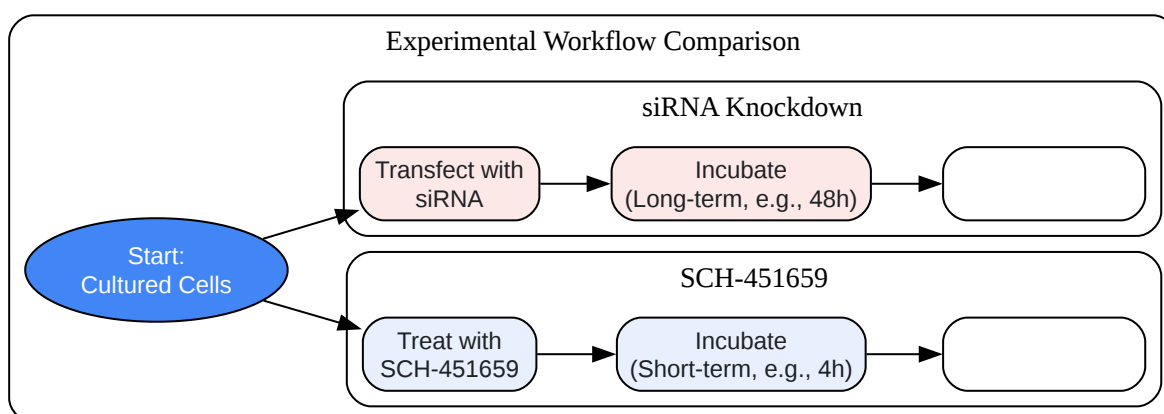 Experimental Workflow Comparison
siRNA Knockdown
Transfect with
siRNA
Incubate
(Long-term, e.g., 48h)
Start:
Cultured Cells
SCH-451659
Treat with
SCH-451659
Incubate
(Short-term, e.g., 4h)